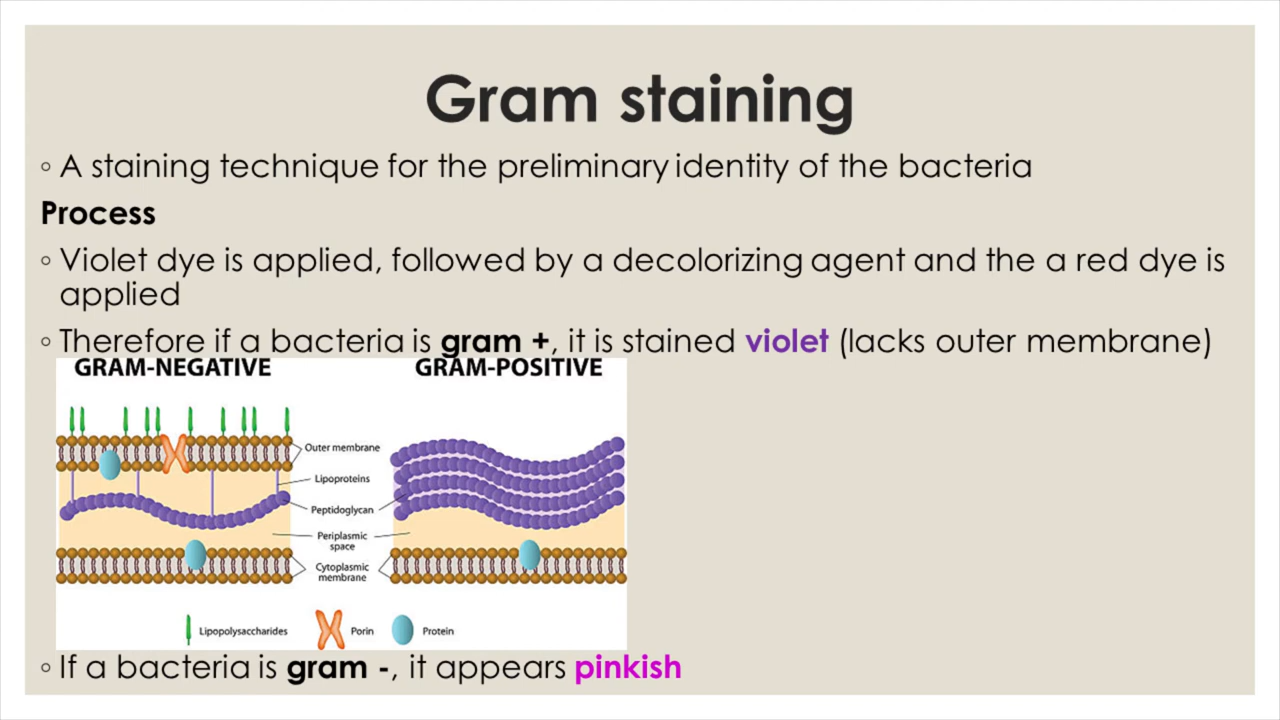 Gram staining
◦ A staining technique for the preliminary identity of the bacteria
Process
◦ Violet dye is applied, followed by a decolorizing agent and the a red dye is
applied
◦ Therefore if a bacteria is gram +, it is stained violet (lacks outer membrane)
GRAM-NEGATIVE
GRAM-POSITIVE
Outer membrane
Lipoproteins
Peptidoglycan
Periplasmic
space
Cytoplasmic
membrane
Lipopolysaccharides
Porin
Protein
◦ If a bacteria is gram -, it appears pinkish